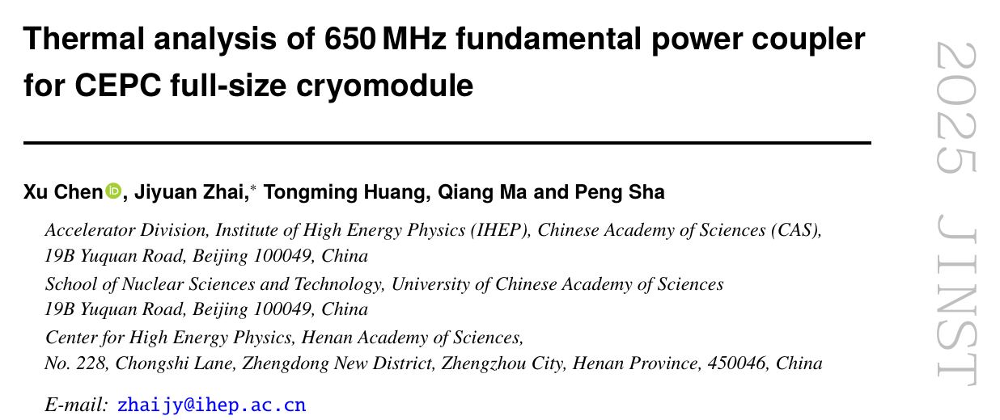 Thermal analysis of 650 MHz fundamental power coupler
for CEPC full-size cryomodule
Xu Chen iD, Jiyuan Zhai,* Tongming Huang, Qiang Ma and Peng Sha
Accelerator Division, Institute of High Energy Physics (IHEP), Chinese Academy of Sciences (CAS),
19B Yuquan Road, Beijing 100049, China
School of Nuclear Sciences and Technology, University of Chinese Academy of Sciences
19B Yuquan Road, Beijing 100049, China
Center for High Energy Physics, Henan Academy of Sciences,
No. 228, Chongshi Lane, Zhengdong New District, Zhengzhou City, Henan Province, 450046, China
E-mail: zhaijy@ihep.ac.cn
2025 JINST